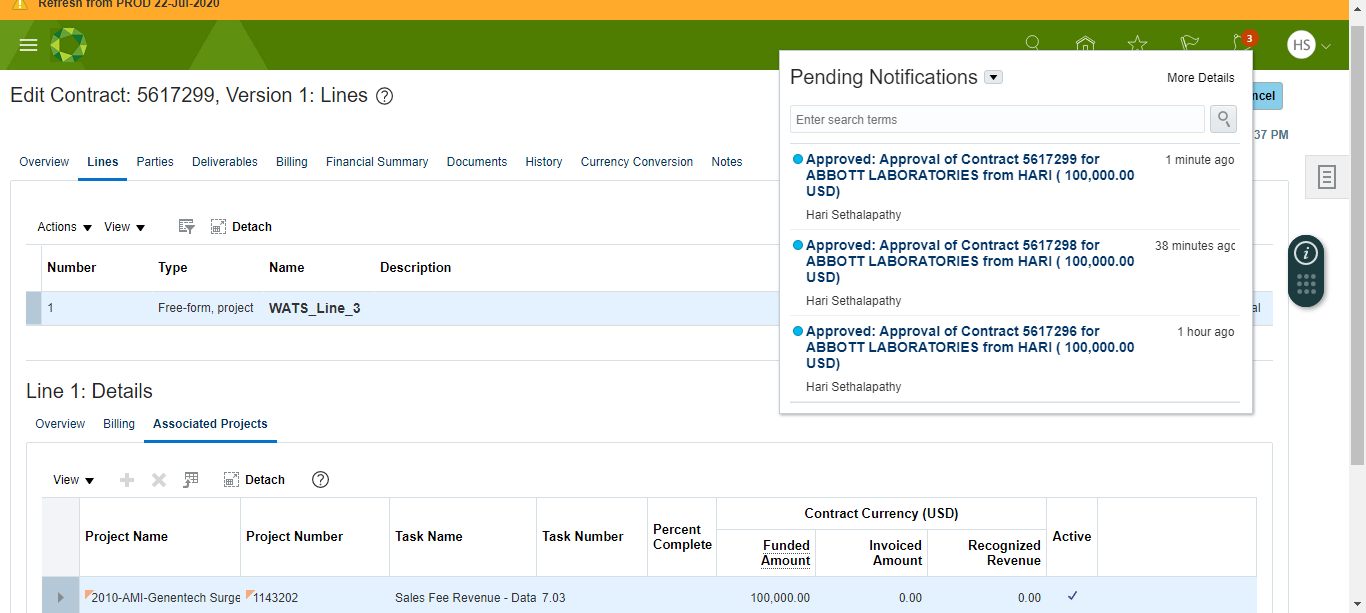 Refresh from PROD 22-Jul-2020
3
HS
Edit Contract: 5617299, Version 1: Lines
Pending Notifications
More Details
Enter search terms
ncel
37 PM
Overview Lines Parties Deliverables Billing Financial Summary Documents History Currency Conversion Notes
Approved: Approval of Contract 5617299 for
ABBOTT LABORATORIES from HARI ( 100,000.00
USD)
1 minute ago
Hari Sethalapathy
Approved: Approval of Contract 5617298 for
ABBOTT LABORATORIES from HARI ( 100,000.00
USD)
38 minutes ago
Hari Sethalapathy
Approved: Approval of Contract 5617296 for
ABBOTT LABORATORIES from HARI ( 100,000.00
USD)
1 hour ago
Hari Sethalapathy
Actions View Detach
Number Type Name Description
1 Free-form, project WATS_Line_3
al
Line 1: Details
Overview Billing Associated Projects
View Detach
Project Name Project Number Task Name Task Number
Percent
Complete
Contract Currency (USD)
Funded
Amount
Invoiced
Amount
Recognized
Revenue
Active
2010-AMI-Genentech Surge 1143202 Sales Fee Revenue - Data 7.03 100,000.00 0.00 0.00